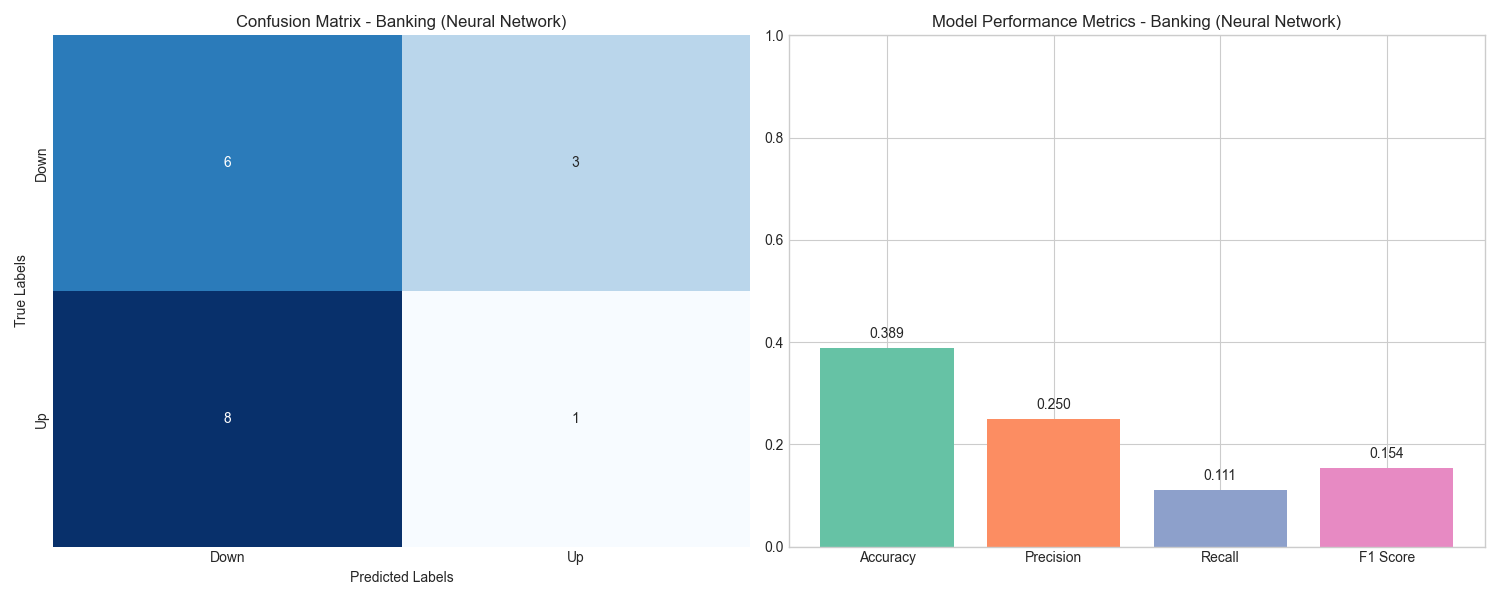 Confusion Matrix - Banking (Neural Network)
True Labels
Down
Up
6
3
8
1
Down
Up
Predicted Labels
Model Performance Metrics - Banking (Neural Network)
1.0
0.8
0.6
0.4
0.2
0.0
0.389
0.250
0.111
0.154
Accuracy
Precision
Recall
F1 Score